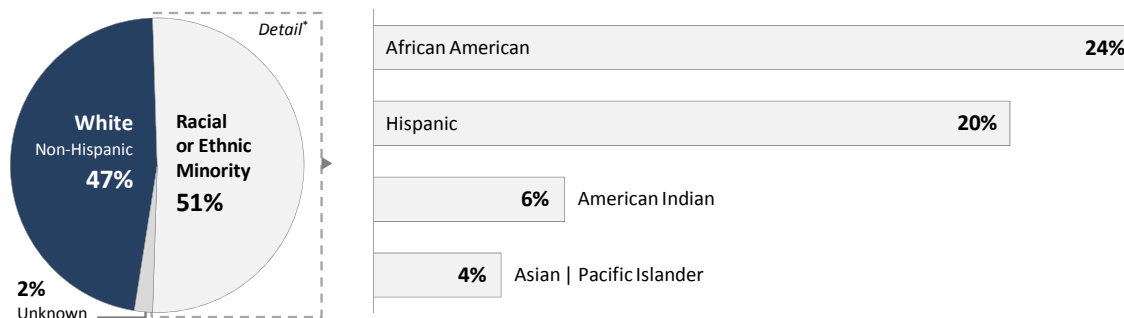 Detail*
White
Non-Hispanic
47%
Racial
or Ethnic
Minority
51%
2%
Unknown
African American
24%
Hispanic
20%
6% American Indian
4% Asian | Pacific Islander